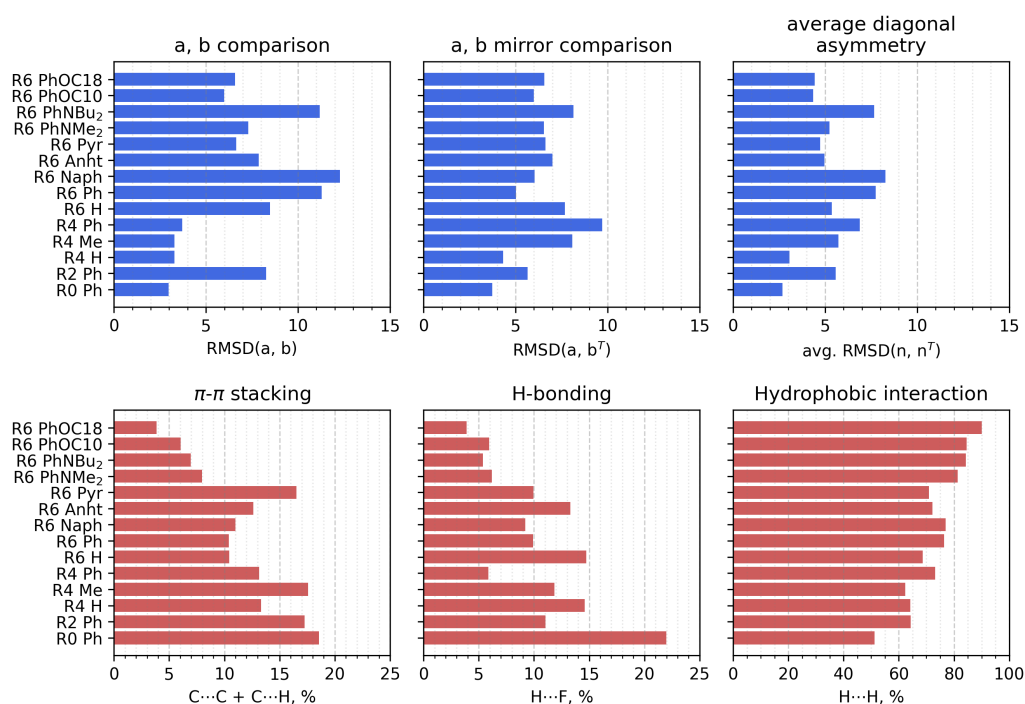 a, b comparison
R6 PhOC18
R6 PhOC10
R6 PhNBu₂
R6 PhNMe₂
R6 Pyr
R6 Anht
R6 Naph
R6 Ph
R6 H
R4 Ph
R4 Me
R4 H
R2 Ph
R0 Ph
0 5 10 15
RMSD(a, b)
a, b mirror comparison
0 5 10 15
RMSD(a, bᵀ)
average diagonal
asymmetry
0 5 10 15
avg. RMSD(n, nᵀ)
π-π stacking
R6 PhOC18
R6 PhOC10
R6 PhNBu₂
R6 PhNMe₂
R6 Pyr
R6 Anht
R6 Naph
R6 Ph
R6 H
R4 Ph
R4 Me
R4 H
R2 Ph
R0 Ph
0 5 10 15 20 25
C⋯C + C⋯H, %
H-bonding
0 5 10 15 20 25
H⋯F, %
Hydrophobic interaction
0 20 40 60 80 100
H⋯H, %